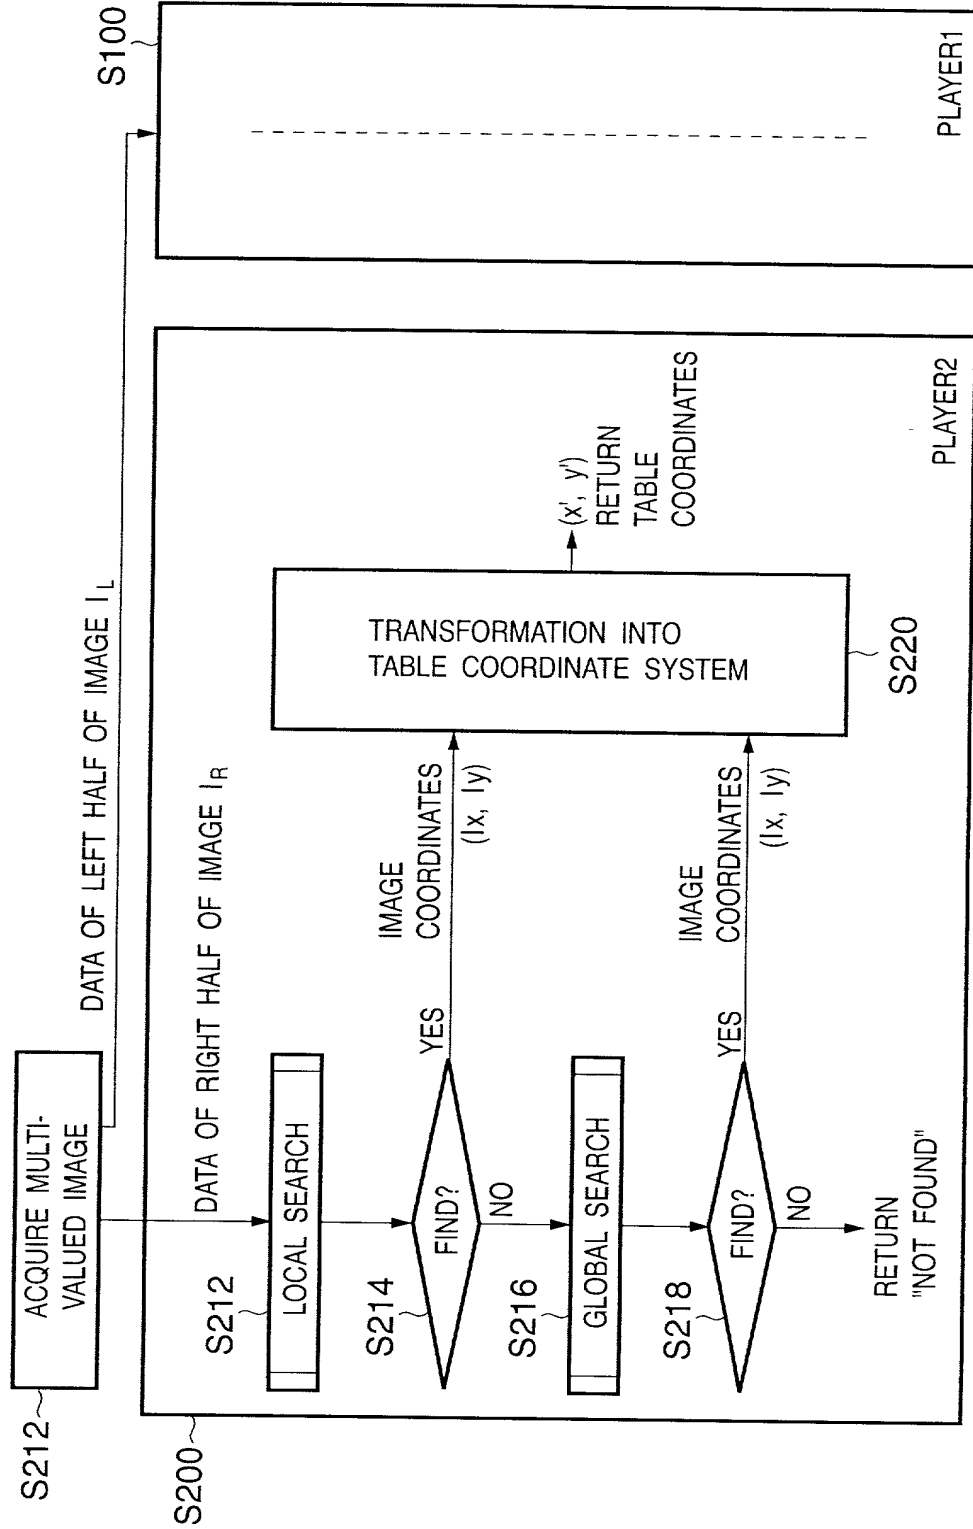 S212
ACQUIRE MULTI-
VALUED IMAGE
DATA OF LEFT HALF OF IMAGE IL
S100
S200
DATA OF RIGHT HALF OF IMAGE IR
S212
LOCAL SEARCH
S214
FIND?
YES
NO
IMAGE
COORDINATES
(Ix, Iy)
S216
GLOBAL SEARCH
S218
FIND?
YES
NO
IMAGE
COORDINATES
(Ix, Iy)
RETURN
"NOT FOUND"
TRANSFORMATION INTO
TABLE COORDINATE SYSTEM
S220
(x', y')
RETURN
TABLE
COORDINATES
PLAYER2
PLAYER1